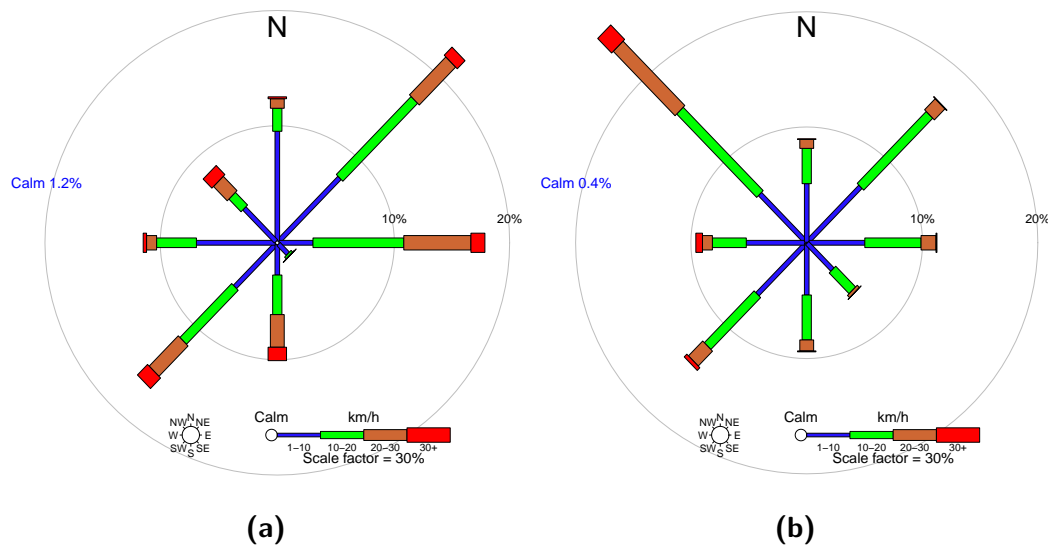 N
Calm 1.2%
10%
20%
N
NW NE
W E
SW SE
S
Calm km/h
1–10 10–20 20–30 30+
Scale factor = 30%
(a)
N
Calm 0.4%
10%
20%
N
NW NE
W E
SW SE
S
Calm km/h
1–10 10–20 20–30 30+
Scale factor = 30%
(b)